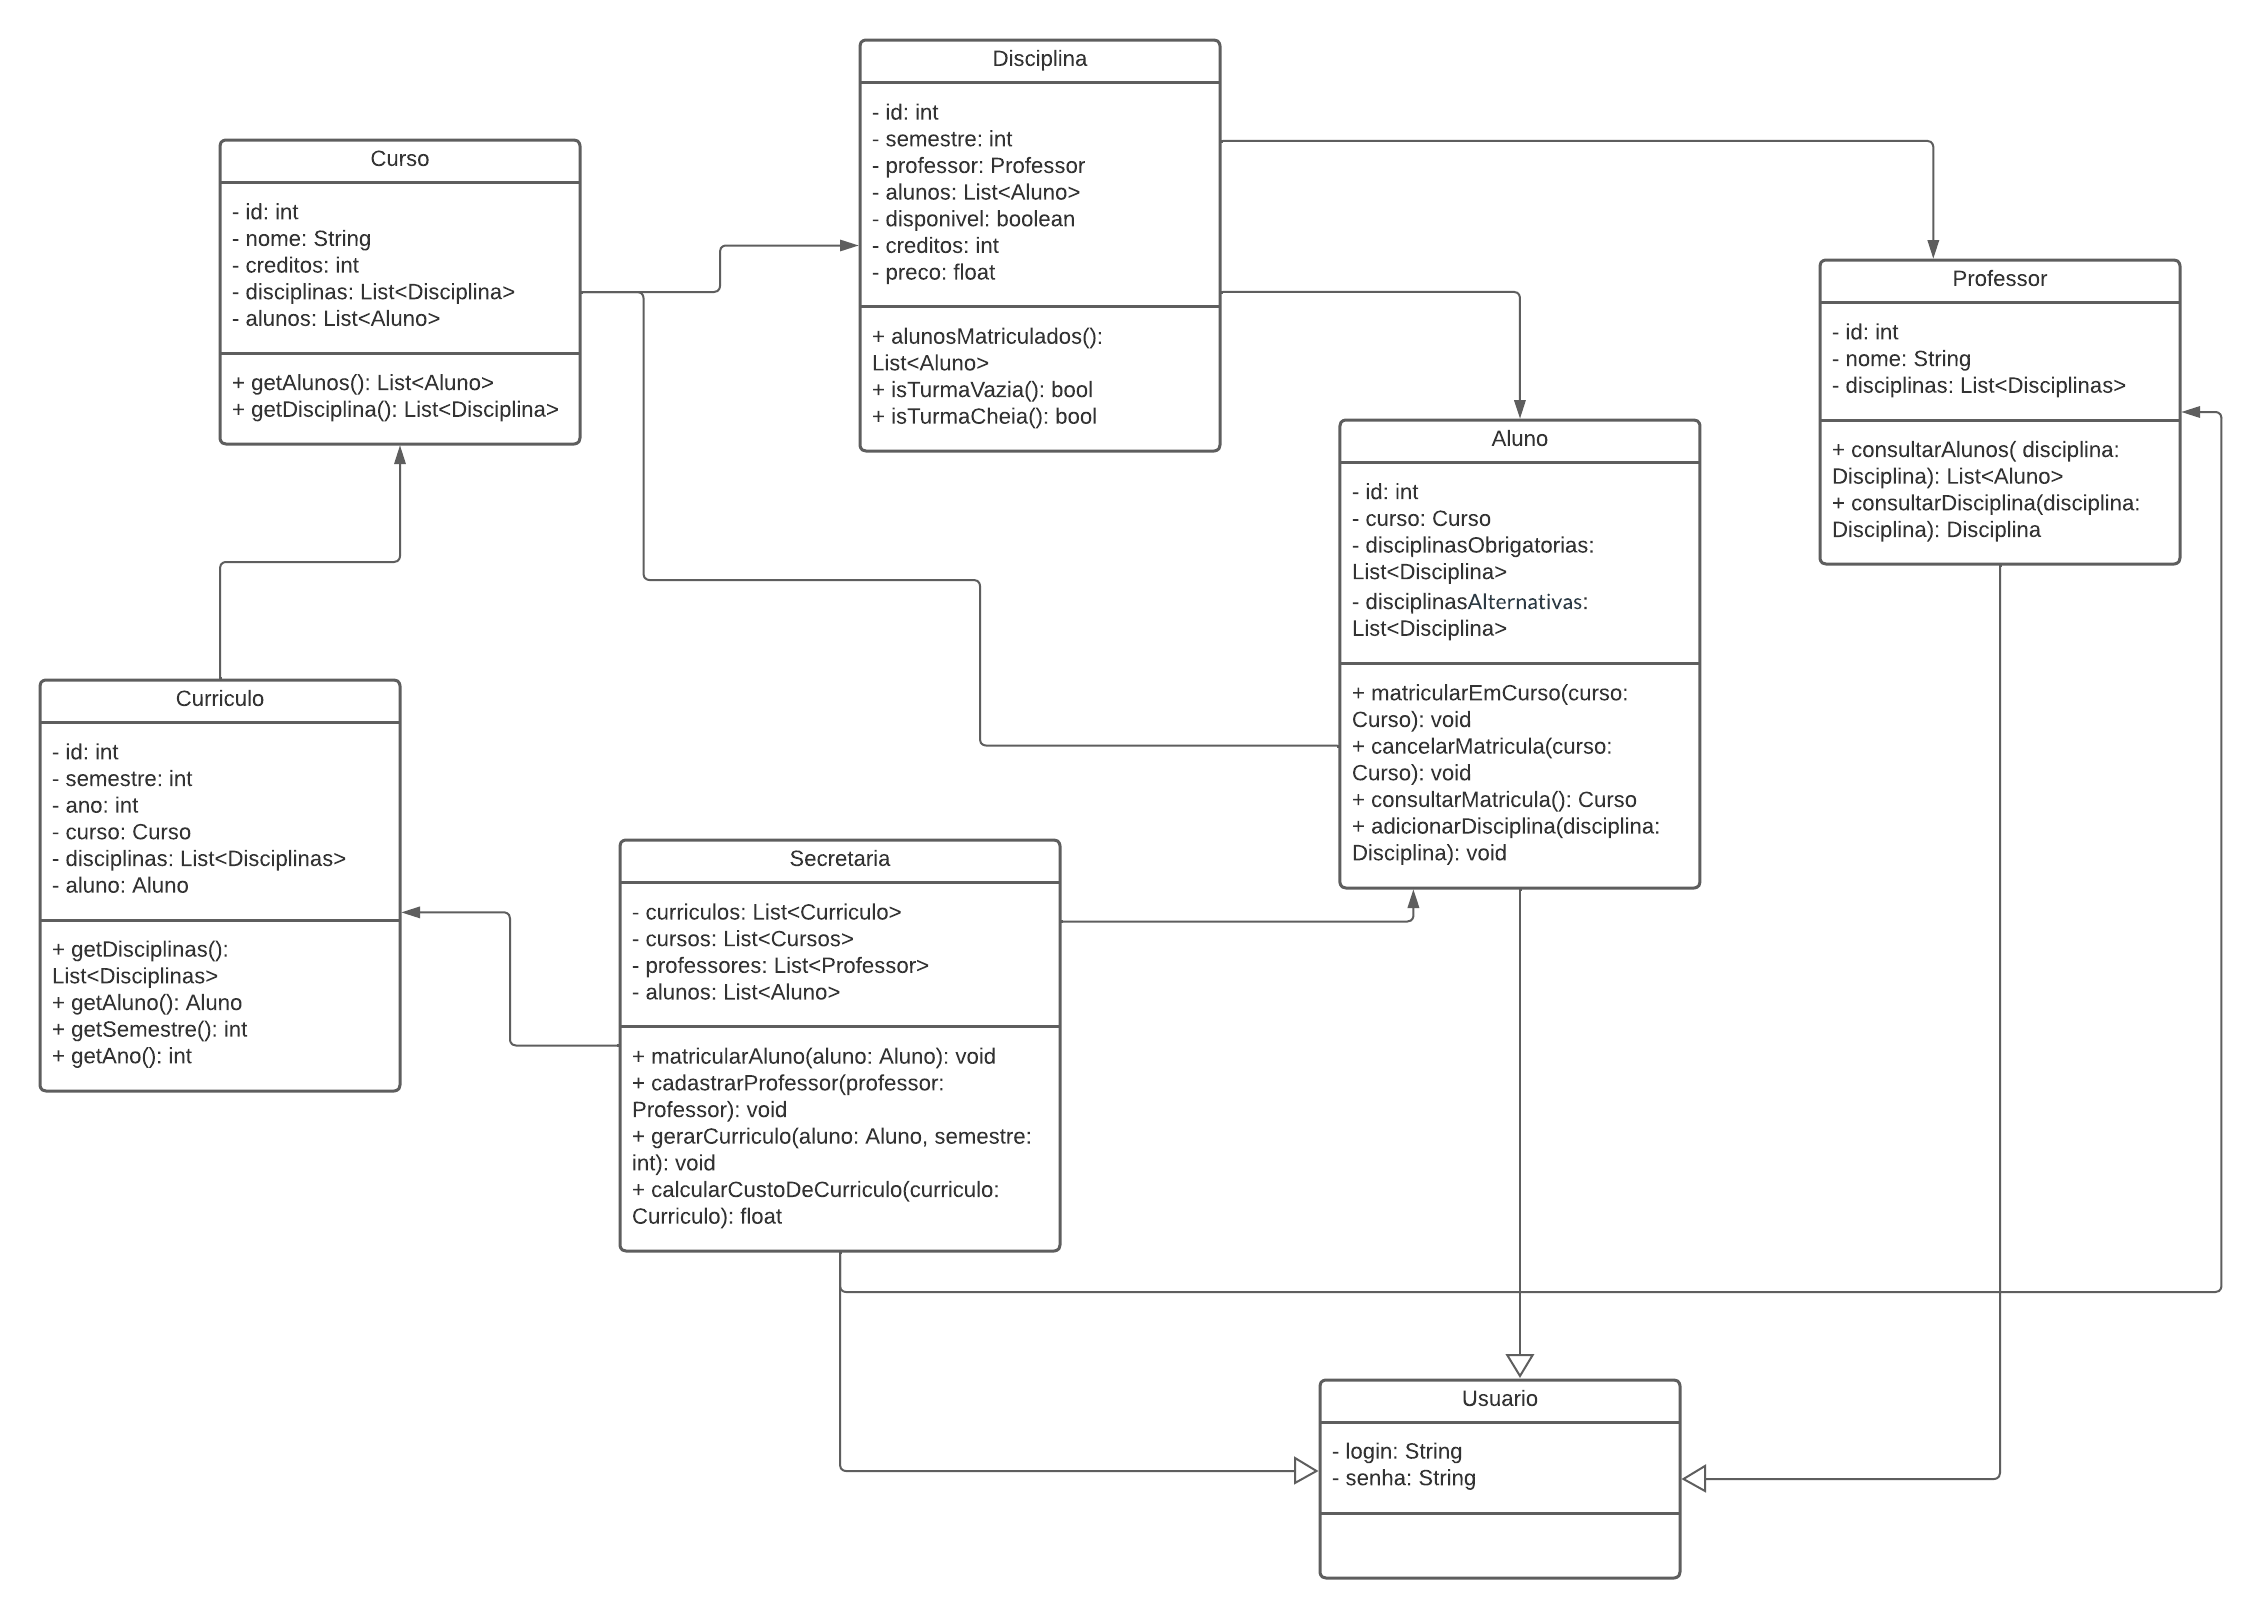 Disciplina
- id: int
- semestre: int
- professor: Professor
- alunos: List<Aluno>
- disponivel: boolean
- creditos: int
- preco: float
+ alunosMatriculados():
List<Aluno>
+ isTurmaVazia(): bool
+ isTurmaCheia(): bool
Curso
- id: int
- nome: String
- creditos: int
- disciplinas: List<Disciplina>
- alunos: List<Aluno>
+ getAlunos(): List<Aluno>
+ getDisciplina(): List<Disciplina>
Professor
- id: int
- nome: String
- disciplinas: List<Disciplinas>
+ consultarAlunos( disciplina:
Disciplina): List<Aluno>
+ consultarDisciplina(disciplina:
Disciplina): Disciplina
Aluno
- id: int
- curso: Curso
- disciplinasObrigatorias:
List<Disciplina>
- disciplinasAlternativas:
List<Disciplina>
+ matricularEmCurso(curso:
Curso): void
+ cancelarMatricula(curso:
Curso): void
+ consultarMatricula(): Curso
+ adicionarDisciplina(disciplina:
Disciplina): void
Curriculo
- id: int
- semestre: int
- ano: int
- curso: Curso
- disciplinas: List<Disciplinas>
- aluno: Aluno
+ getDisciplinas():
List<Disciplinas>
+ getAluno(): Aluno
+ getSemestre(): int
+ getAno(): int
Secretaria
- curriculos: List<Curriculo>
- cursos: List<Cursos>
- professores: List<Professor>
- alunos: List<Aluno>
+ matricularAluno(aluno: Aluno): void
+ cadastrarProfessor(professor:
Professor): void
+ gerarCurriculo(aluno: Aluno, semestre:
int): void
+ calcularCustoDeCurriculo(curriculo:
Curriculo): float
Usuario
- login: String
- senha: String